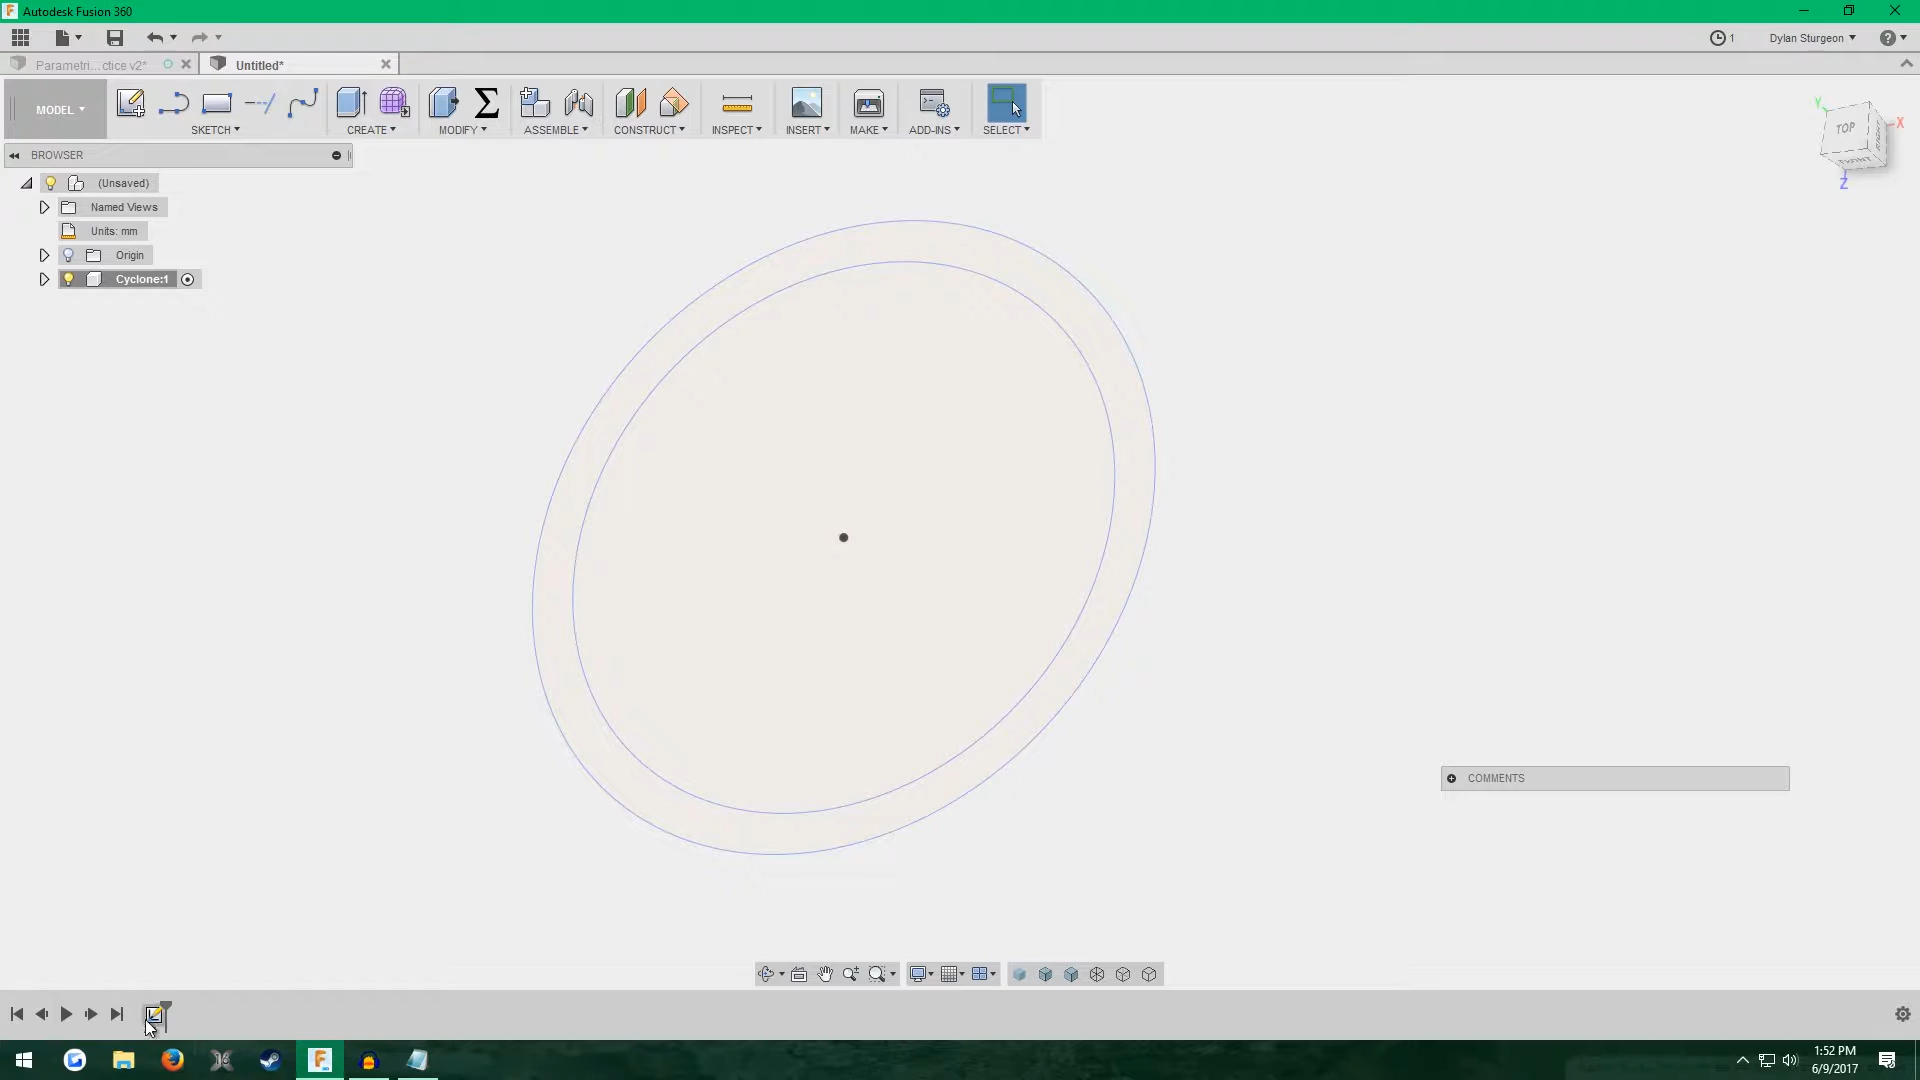 Autodesk Fusion 360
1
Dylan Sturgeon
Parametri...ctice v2*
Untitled*
MODEL
SKETCH
CREATE
MODIFY
ASSEMBLE
CONSTRUCT
INSPECT
INSERT
MAKE
ADD-INS
SELECT
Y
TOP
X
FRONT
Z
BROWSER
(Unsaved)
Named Views
Units: mm
Origin
Cyclone:1
COMMENTS
1:52 PM
6/9/2017